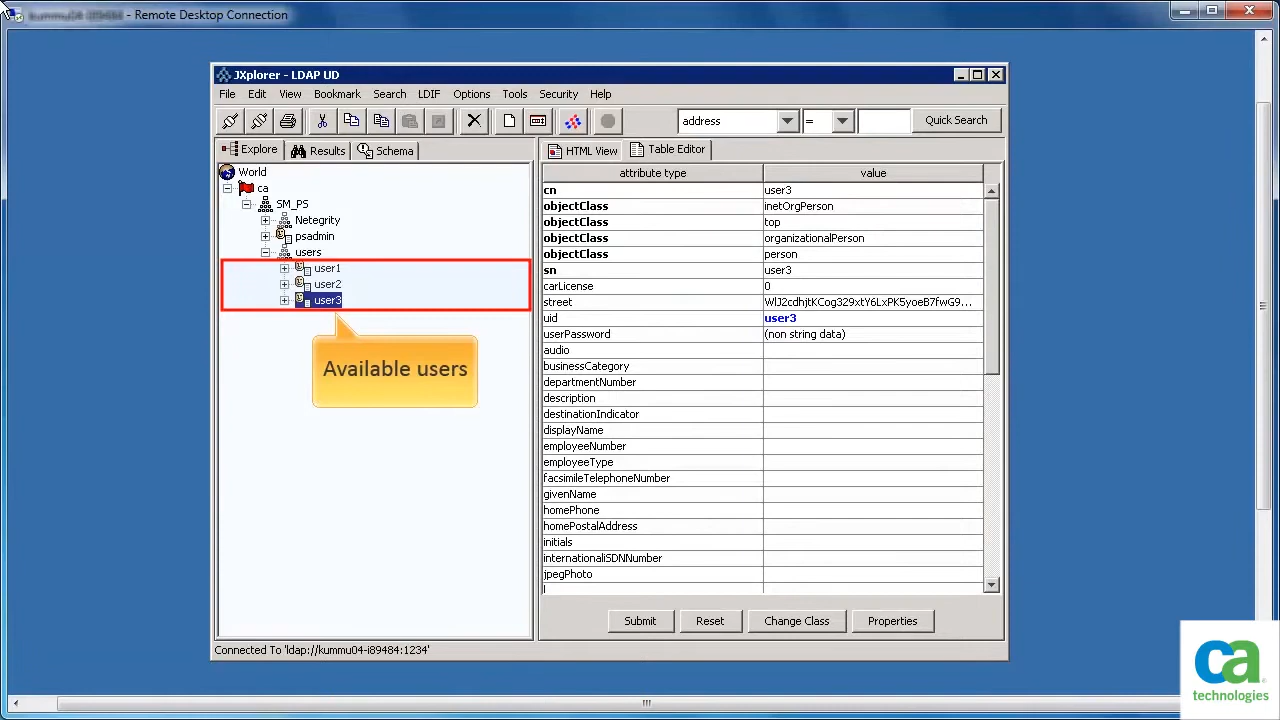 - Remote Desktop Connection
JXplorer - LDAP UD
File Edit View Bookmark Search LDIF Options Tools Security Help
address = Quick Search
Explore Results Schema HTML View Table Editor
World
ca
SM_PS
Netegrity
psadmin
users
user1
user2
user3
Available users
attribute type value
cn user3
objectClass inetOrgPerson
objectClass top
objectClass organizationalPerson
objectClass person
sn user3
carLicense 0
street WlJ2cdhjtKCog329xtY6LxPK5yoeB7fwG9...
uid user3
userPassword (non string data)
audio
businessCategory
departmentNumber
description
destinationIndicator
displayName
employeeNumber
employeeType
facsimileTelephoneNumber
givenName
homePhone
homePostalAddress
initials
internationaliSDNNumber
jpegPhoto
l
Submit Reset Change Class Properties
Connected To 'ldap://kummu04-i89484:1234'
ca
technologies